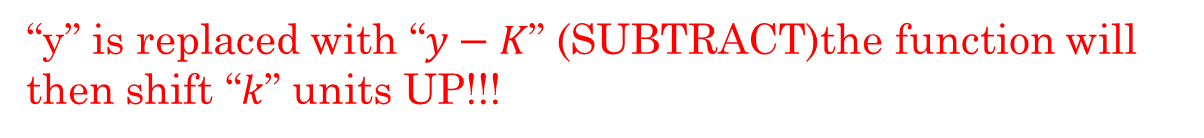 “y” is replaced with “y – K” (SUBTRACT)the function will
then shift “k” units UP!!!